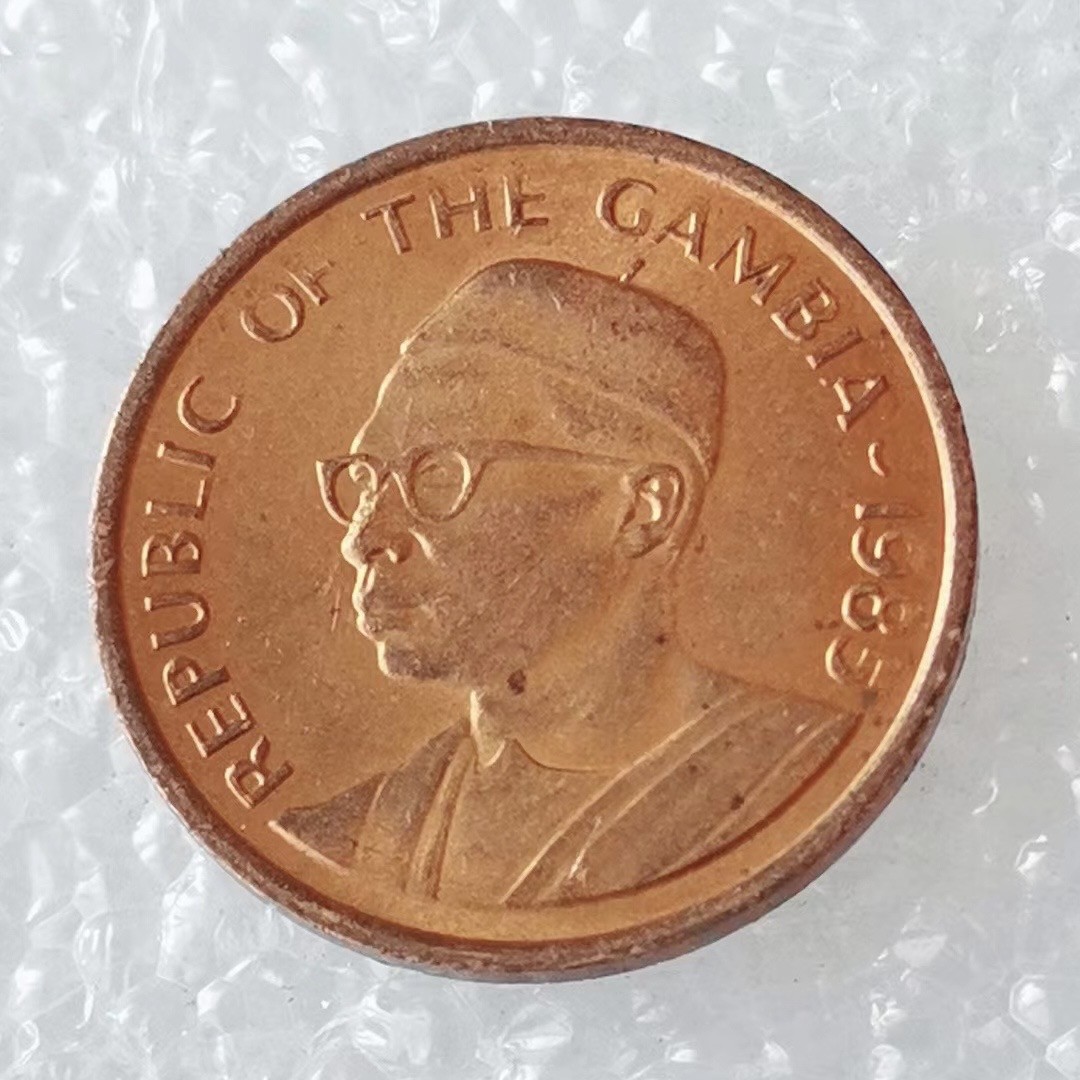 REPUBLIC OF THE GAMBIA - 1985